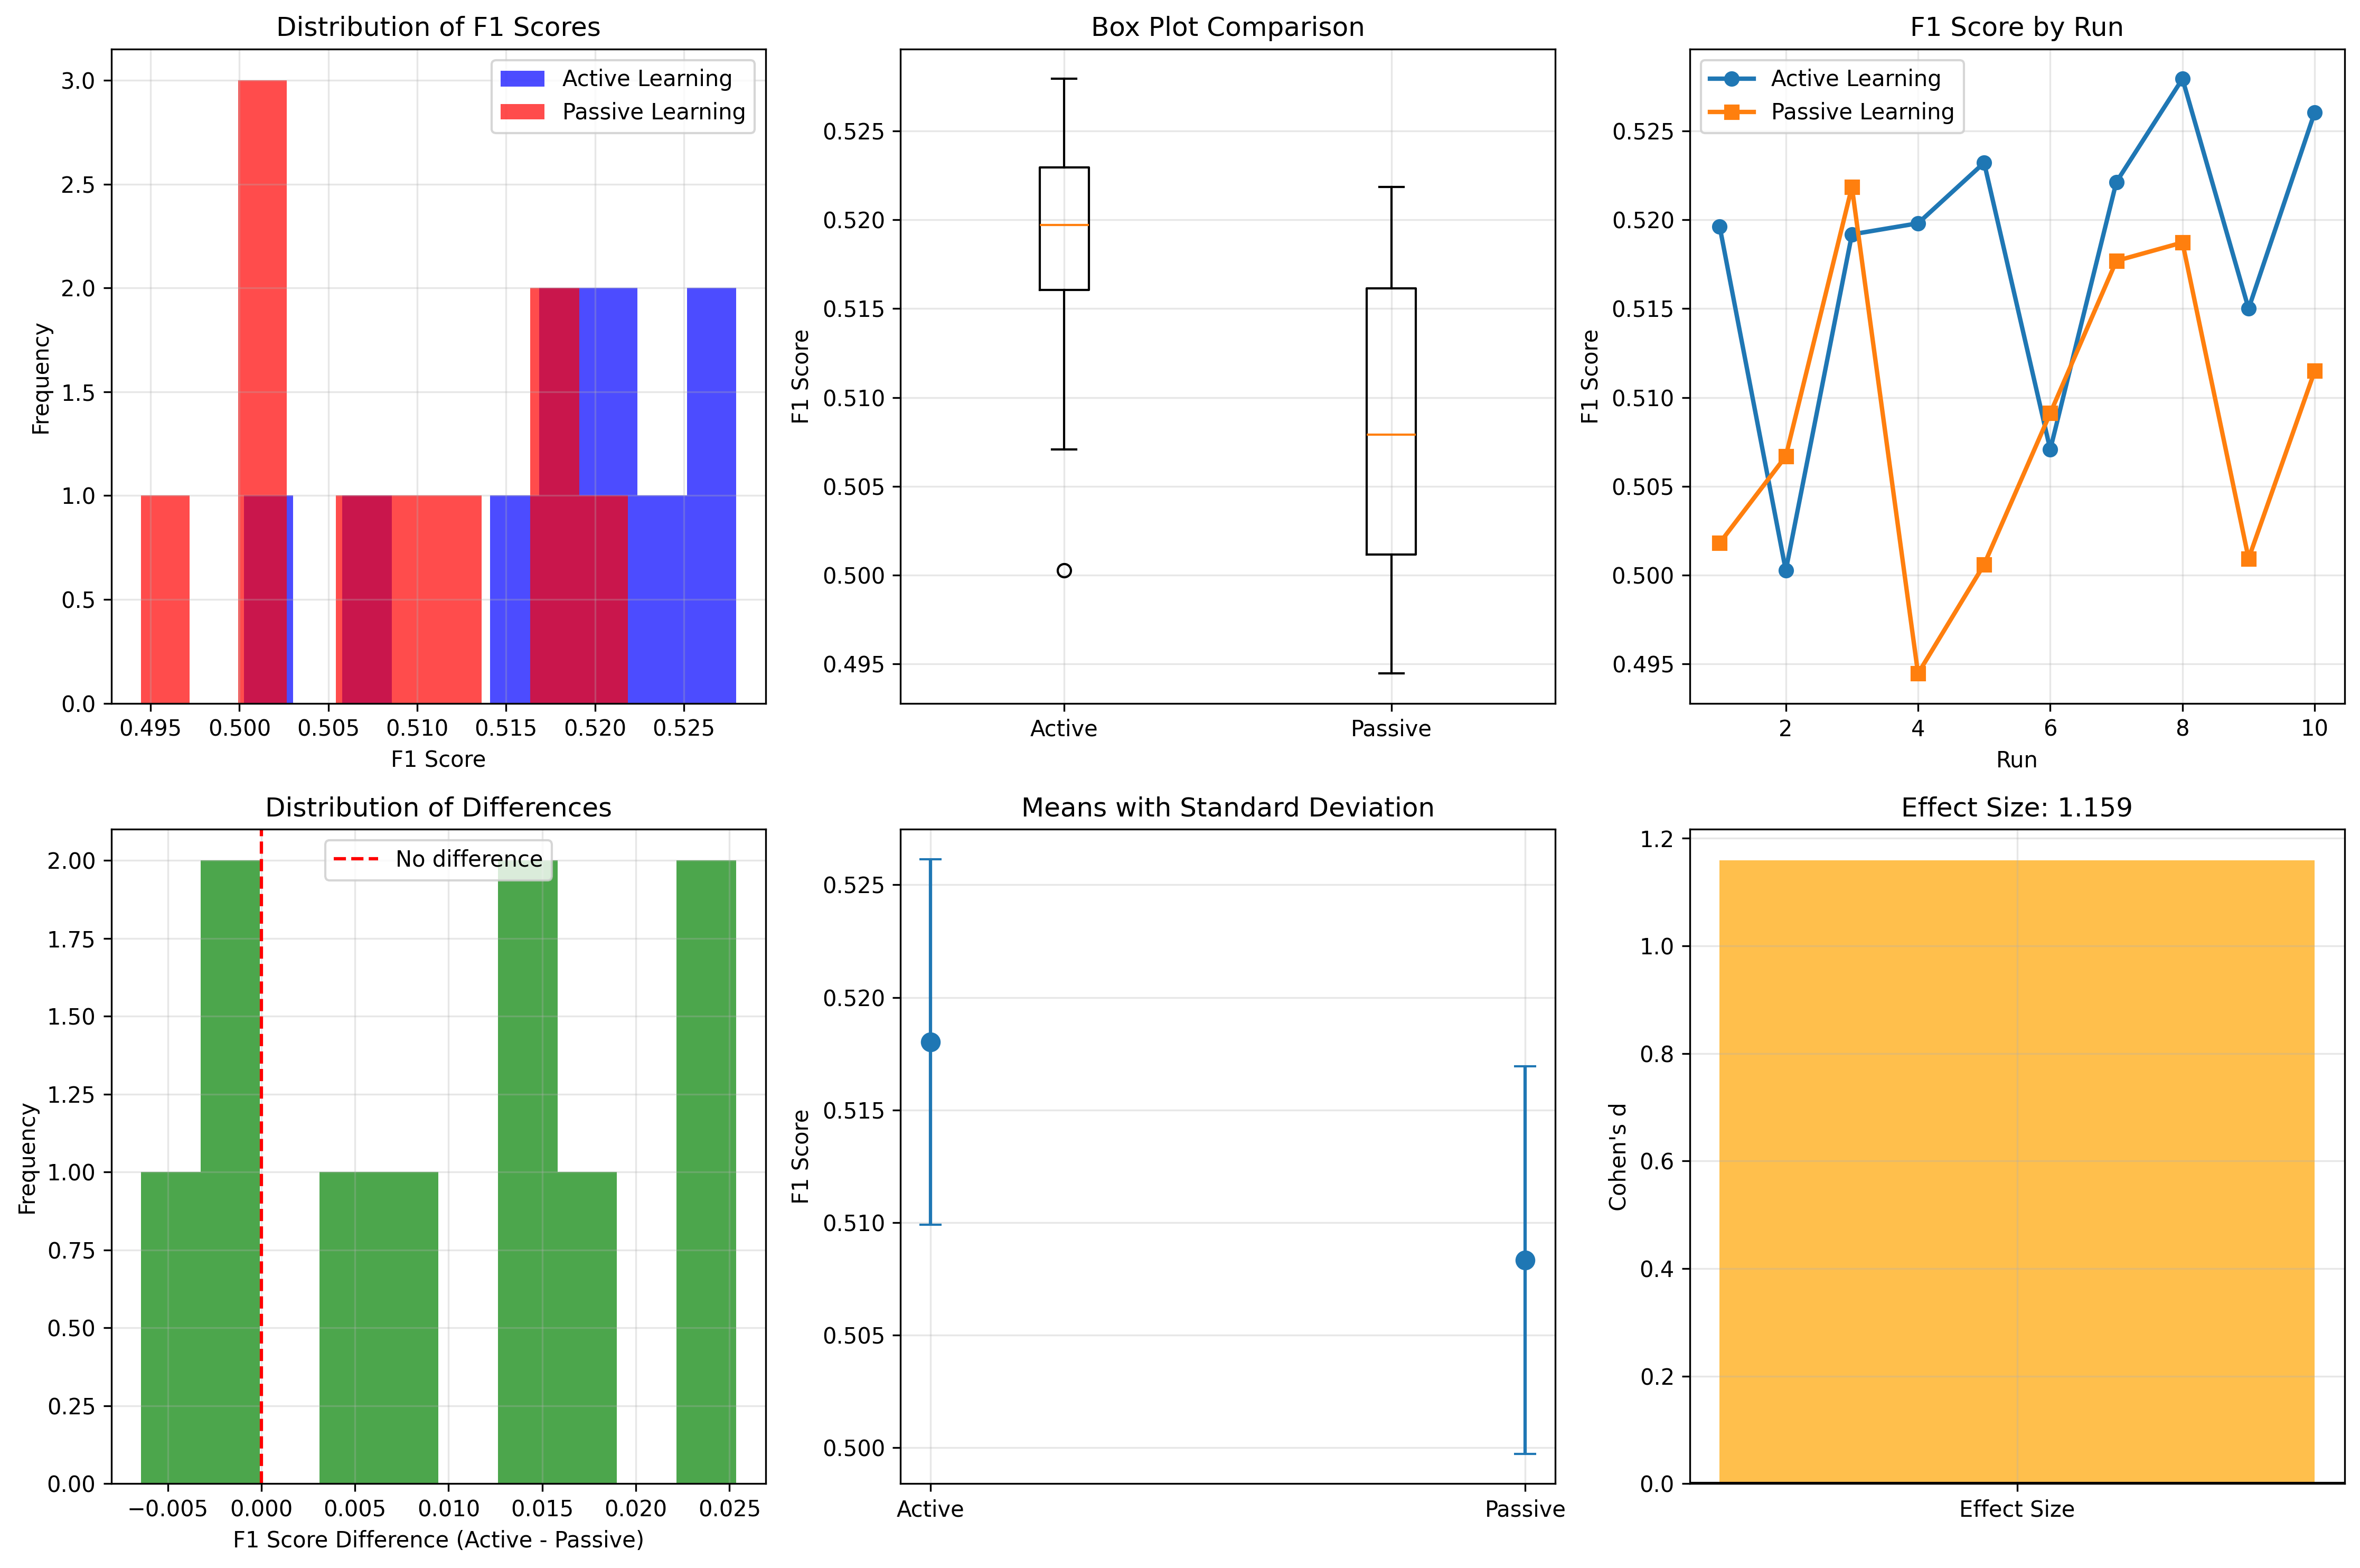 Distribution of F1 Scores
Active Learning
Passive Learning
3.0
2.5
2.0
1.5
1.0
0.5
0.0
Frequency
0.495 0.500 0.505 0.510 0.515 0.520 0.525
F1 Score
Box Plot Comparison
0.525
0.520
0.515
0.510
0.505
0.500
0.495
F1 Score
Active Passive
F1 Score by Run
Active Learning
Passive Learning
0.525
0.520
0.515
0.510
0.505
0.500
0.495
F1 Score
2 4 6 8 10
Run
Distribution of Differences
No difference
2.00
1.75
1.50
1.25
1.00
0.75
0.50
0.25
0.00
Frequency
−0.005 0.000 0.005 0.010 0.015 0.020 0.025
F1 Score Difference (Active - Passive)
Means with Standard Deviation
0.525
0.520
0.515
0.510
0.505
0.500
F1 Score
Active Passive
Effect Size: 1.159
1.2
1.0
0.8
0.6
0.4
0.2
0.0
Cohen's d
Effect Size